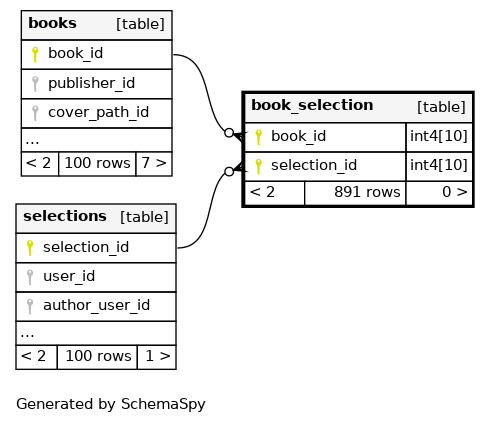 books [table]
book_id
publisher_id
cover_path_id
...
< 2 100 rows 7 >
book_selection [table]
book_id int4[10]
selection_id int4[10]
< 2 891 rows 0 >
selections [table]
selection_id
user_id
author_user_id
...
< 2 100 rows 1 >
Generated by SchemaSpy